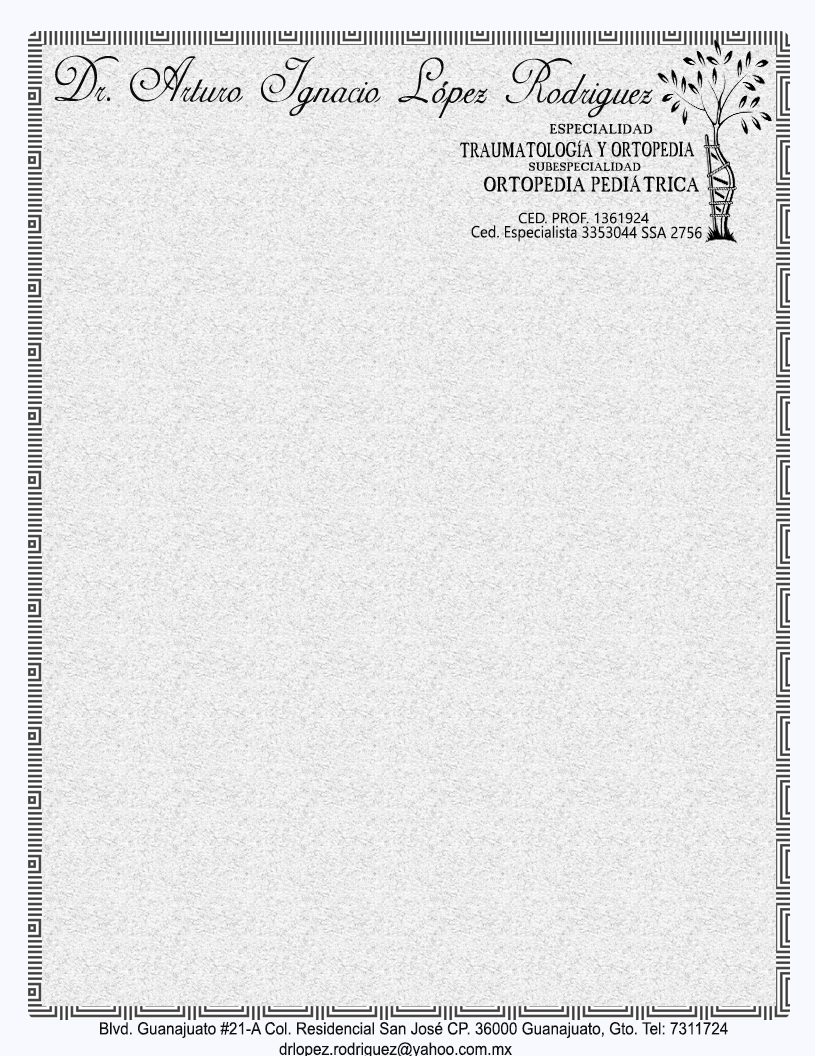 Dr. Arturo Ignacio López Rodriguez
ESPECIALIDAD
TRAUMATOLOGÍA Y ORTOPEDIA
SUBESPECIALIDAD
ORTOPEDIA PEDIÁTRICA
CED. PROF. 1361924
Ced. Especialista 3353044 SSA 2756
Blvd. Guanajuato #21-A Col. Residencial San José CP. 36000 Guanajuato, Gto. Tel: 7311724
drlopez.rodriguez@yahoo.com.mx